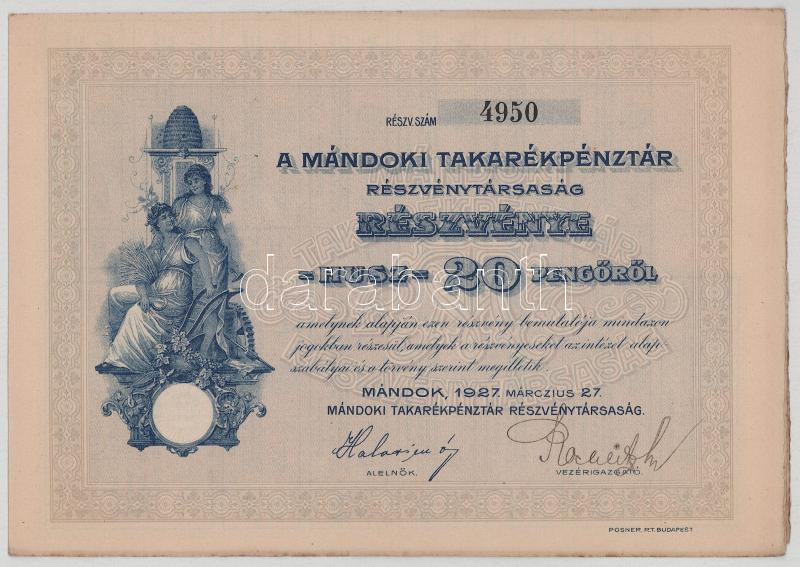 RÉSZV. SZÁM 4950
A MÁNDOKI TAKARÉKPÉNZTÁR
RÉSZVÉNYTÁRSASÁG
RÉSZVÉNYE
HUSZ 20 PENGŐRŐL
darabanth
amelynek alapján ezen részvény bemutatója mindazon
jogokban részesül, amelyek a részvényeseket az intézet alap-
szabályai és a törvény szerint megilletik.
MÁNDOK, 1927. MÁRCZIUS 27.
MÁNDOKI TAKARÉKPÉNZTÁR RÉSZVÉNYTÁRSASÁG.
ALELNÖK. VEZÉRIGAZGATÓ.
POSNER R.T. BUDAPEST